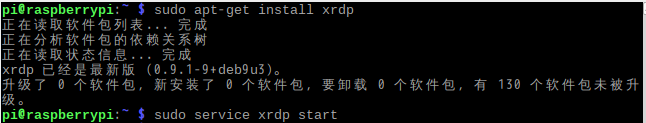 pi@raspberrypi:~ $ sudo apt-get install xrdp
正在读取软件包列表... 完成
正在分析软件包的依赖关系树
正在读取状态信息... 完成
xrdp 已经是最新版 (0.9.1-9+deb9u3)。
升级了 0 个软件包，新安装了 0 个软件包，要卸载 0 个软件包，有 130 个软件包未被升
级。
pi@raspberrypi:~ $ sudo service xrdp start